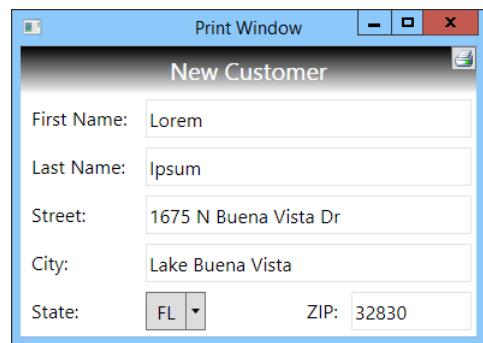 Print Window
New Customer
First Name: Lorem
Last Name: Ipsum
Street: 1675 N Buena Vista Dr
City: Lake Buena Vista
State: FL ZIP: 32830